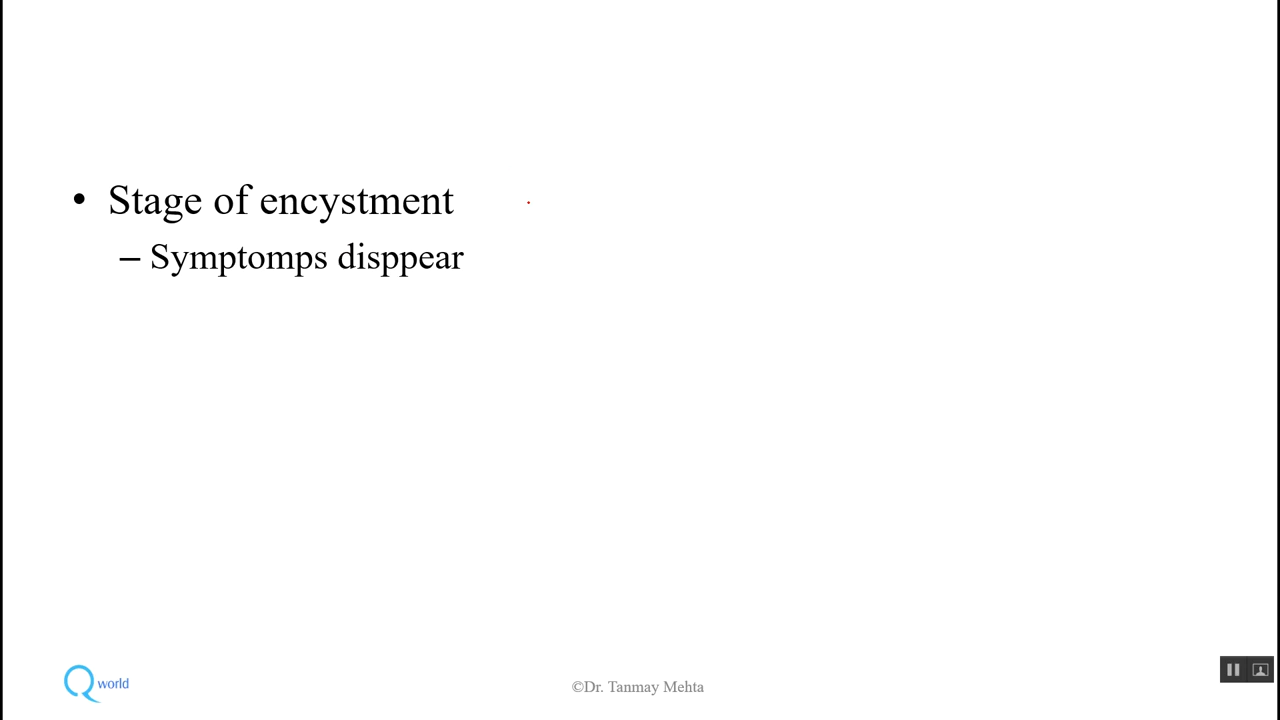 • Stage of encystment
– Symptomps disppear
Q world
©Dr. Tanmay Mehta